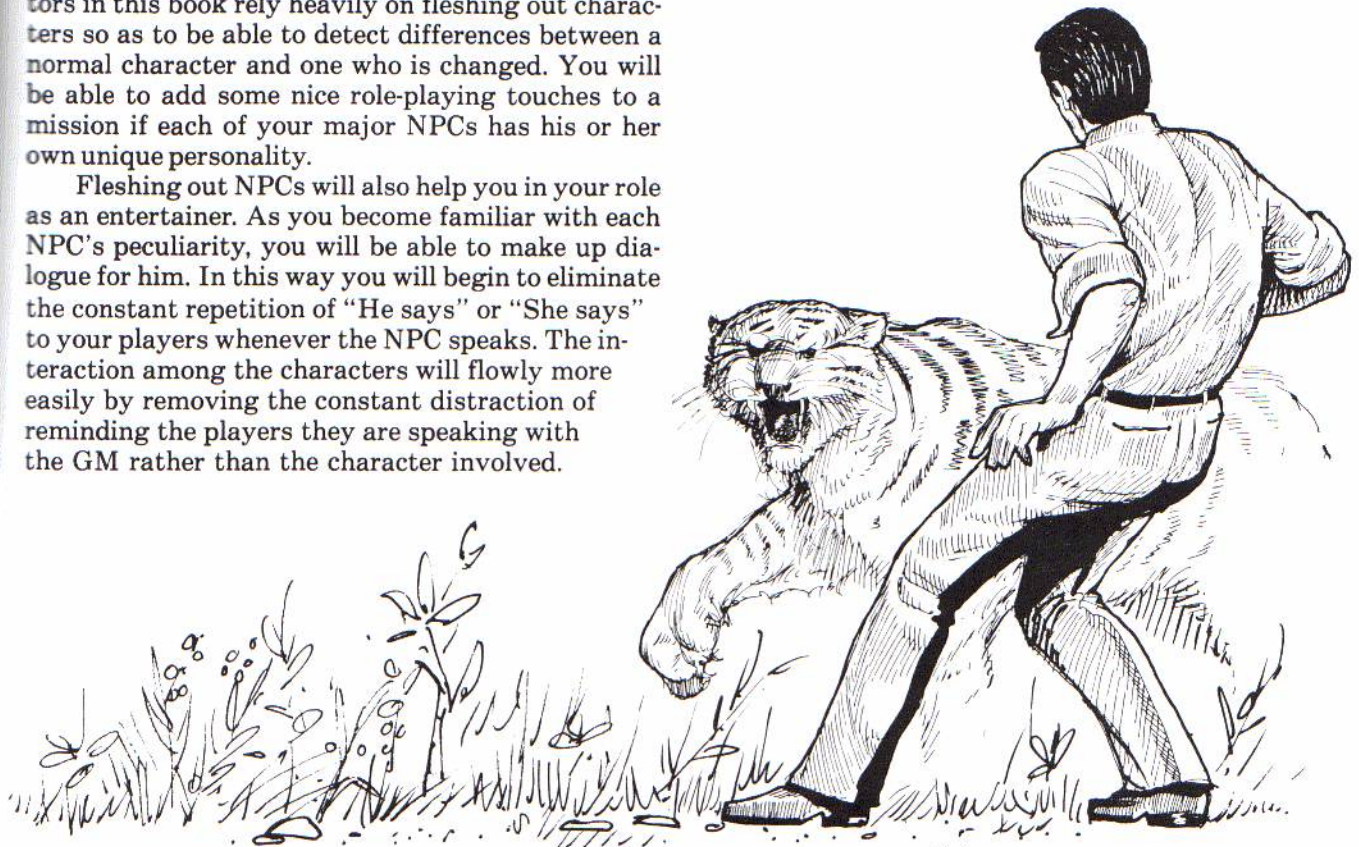 tors in this book rely heavily on fleshing out charac-
ters so as to be able to detect differences between a
normal character and one who is changed. You will
be able to add some nice role-playing touches to a
mission if each of your major NPCs has his or her
own unique personality.
Fleshing out NPCs will also help you in your role
as an entertainer. As you become familiar with each
NPC's peculiarity, you will be able to make up dia-
logue for him. In this way you will begin to eliminate
the constant repetition of "He says" or "She says"
to your players whenever the NPC speaks. The in-
teraction among the characters will flowly more
easily by removing the constant distraction of
reminding the players they are speaking with
the GM rather than the character involved.